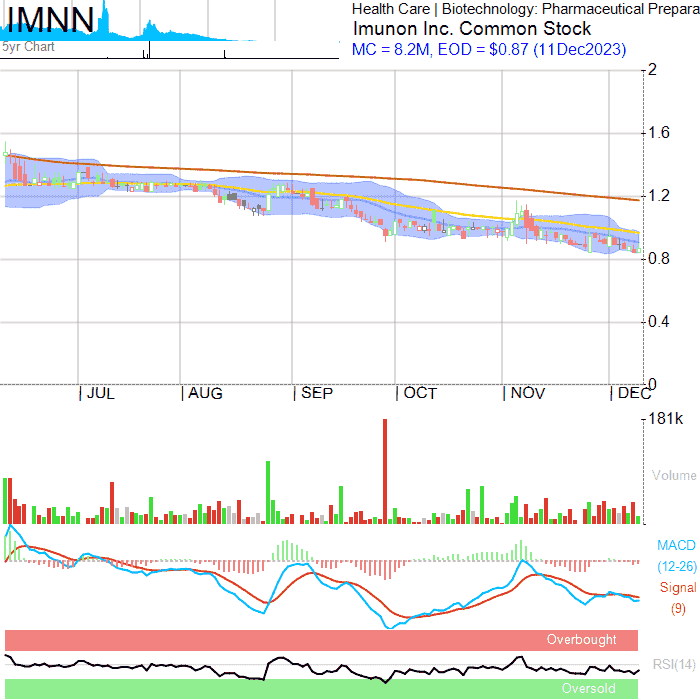 IMNN
Health Care | Biotechnology: Pharmaceutical Prepara
Imunon Inc. Common Stock
5yr Chart
MC = 8.2M, EOD = $0.87 (11Dec2023)
2
1.6
1.2
0.8
0.4
0
JUL AUG SEP OCT NOV DEC
181k
Volume
MACD
(12-26)
Signal
(9)
Overbought
RSI(14)
Oversold